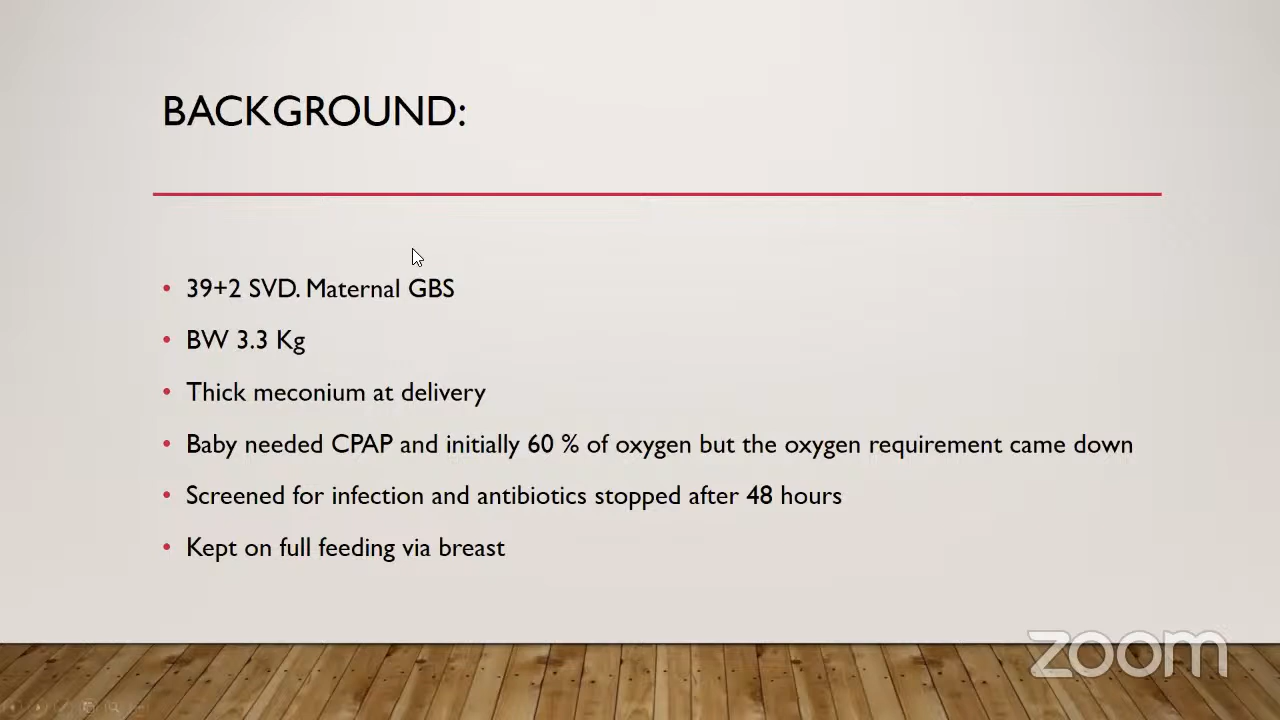 BACKGROUND:
• 39+2 SVD. Maternal GBS
• BW 3.3 Kg
• Thick meconium at delivery
• Baby needed CPAP and initially 60 % of oxygen but the oxygen requirement came down
• Screened for infection and antibiotics stopped after 48 hours
• Kept on full feeding via breast
zoom